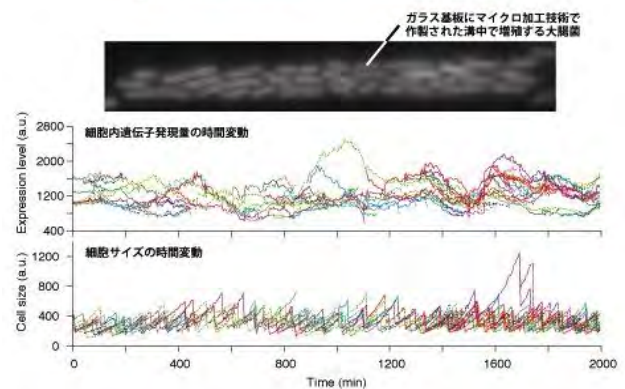 ガラス基板にマイクロ加工技術で
作製された溝中で増殖する大腸菌
2800
2000
1200
400
Expression level (a.u.)
細胞内遺伝子発現量の時間変動
1200
800
400
0
Cell size (a.u.)
細胞サイズの時間変動
0 400 800 1200 1600 2000
Time (min)